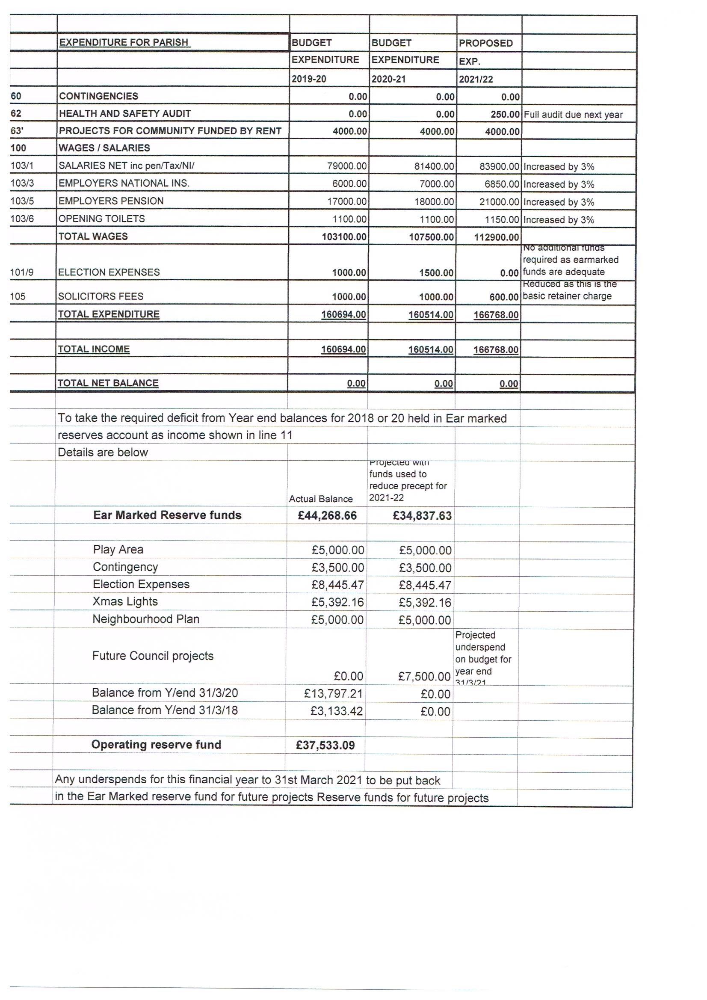 EXPENDITURE FOR PARISH BUDGET BUDGET PROPOSED
EXPENDITURE EXPENDITURE EXP.
2019-20 2020-21 2021/22
60 CONTINGENCIES 0.00 0.00 0.00
62 HEALTH AND SAFETY AUDIT 0.00 0.00 250.00 Full audit due next year
63' PROJECTS FOR COMMUNITY FUNDED BY RENT 4000.00 4000.00 4000.00
100 WAGES / SALARIES
103/1 SALARIES NET inc pen/Tax/NI/ 79000.00 81400.00 83900.00 Increased by 3%
103/3 EMPLOYERS NATIONAL INS. 6000.00 7000.00 6850.00 Increased by 3%
103/5 EMPLOYERS PENSION 17000.00 18000.00 21000.00 Increased by 3%
103/6 OPENING TOILETS 1100.00 1100.00 1150.00 Increased by 3%
TOTAL WAGES 103100.00 107500.00 112900.00
No additional funds
required as earmarked
101/9 ELECTION EXPENSES 1000.00 1500.00 0.00 funds are adequate
Reduced as this is the
105 SOLICITORS FEES 1000.00 1000.00 600.00 basic retainer charge
TOTAL EXPENDITURE 160694.00 160514.00 166768.00
TOTAL INCOME 160694.00 160514.00 166768.00
TOTAL NET BALANCE 0.00 0.00 0.00
To take the required deficit from Year end balances for 2018 or 20 held in Ear marked
reserves account as income shown in line 11
Details are below
Projected with
funds used to
reduce precept for
Actual Balance 2021-22
Ear Marked Reserve funds £44,268.66 £34,837.63
Play Area £5,000.00 £5,000.00
Contingency £3,500.00 £3,500.00
Election Expenses £8,445.47 £8,445.47
Xmas Lights £5,392.16 £5,392.16
Neighbourhood Plan £5,000.00 £5,000.00
Projected
underspend
Future Council projects on budget for
£0.00 £7,500.00 year end
31/3/21
Balance from Y/end 31/3/20 £13,797.21 £0.00
Balance from Y/end 31/3/18 £3,133.42 £0.00
Operating reserve fund £37,533.09
Any underspends for this financial year to 31st March 2021 to be put back
in the Ear Marked reserve fund for future projects Reserve funds for future projects